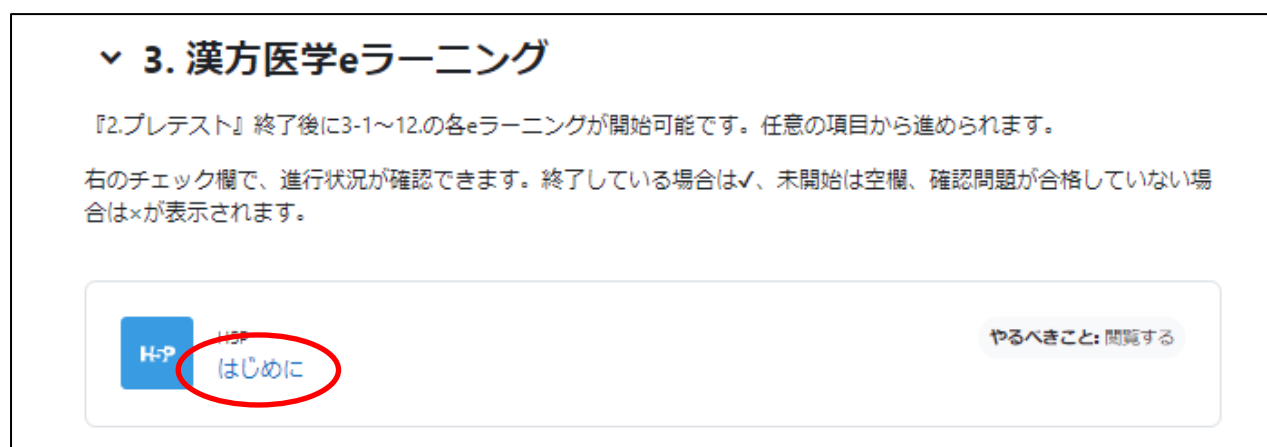 3. 漢方医学eラーニング
『2.プレテスト』終了後に3-1～12.の各eラーニングが開始可能です。任意の項目から進められます。
右のチェック欄で、進行状況が確認できます。終了している場合は✓、未開始は空欄、確認問題が合格していない場
合は×が表示されます。
H5P
H5P
はじめに
やるべきこと: 閲覧する